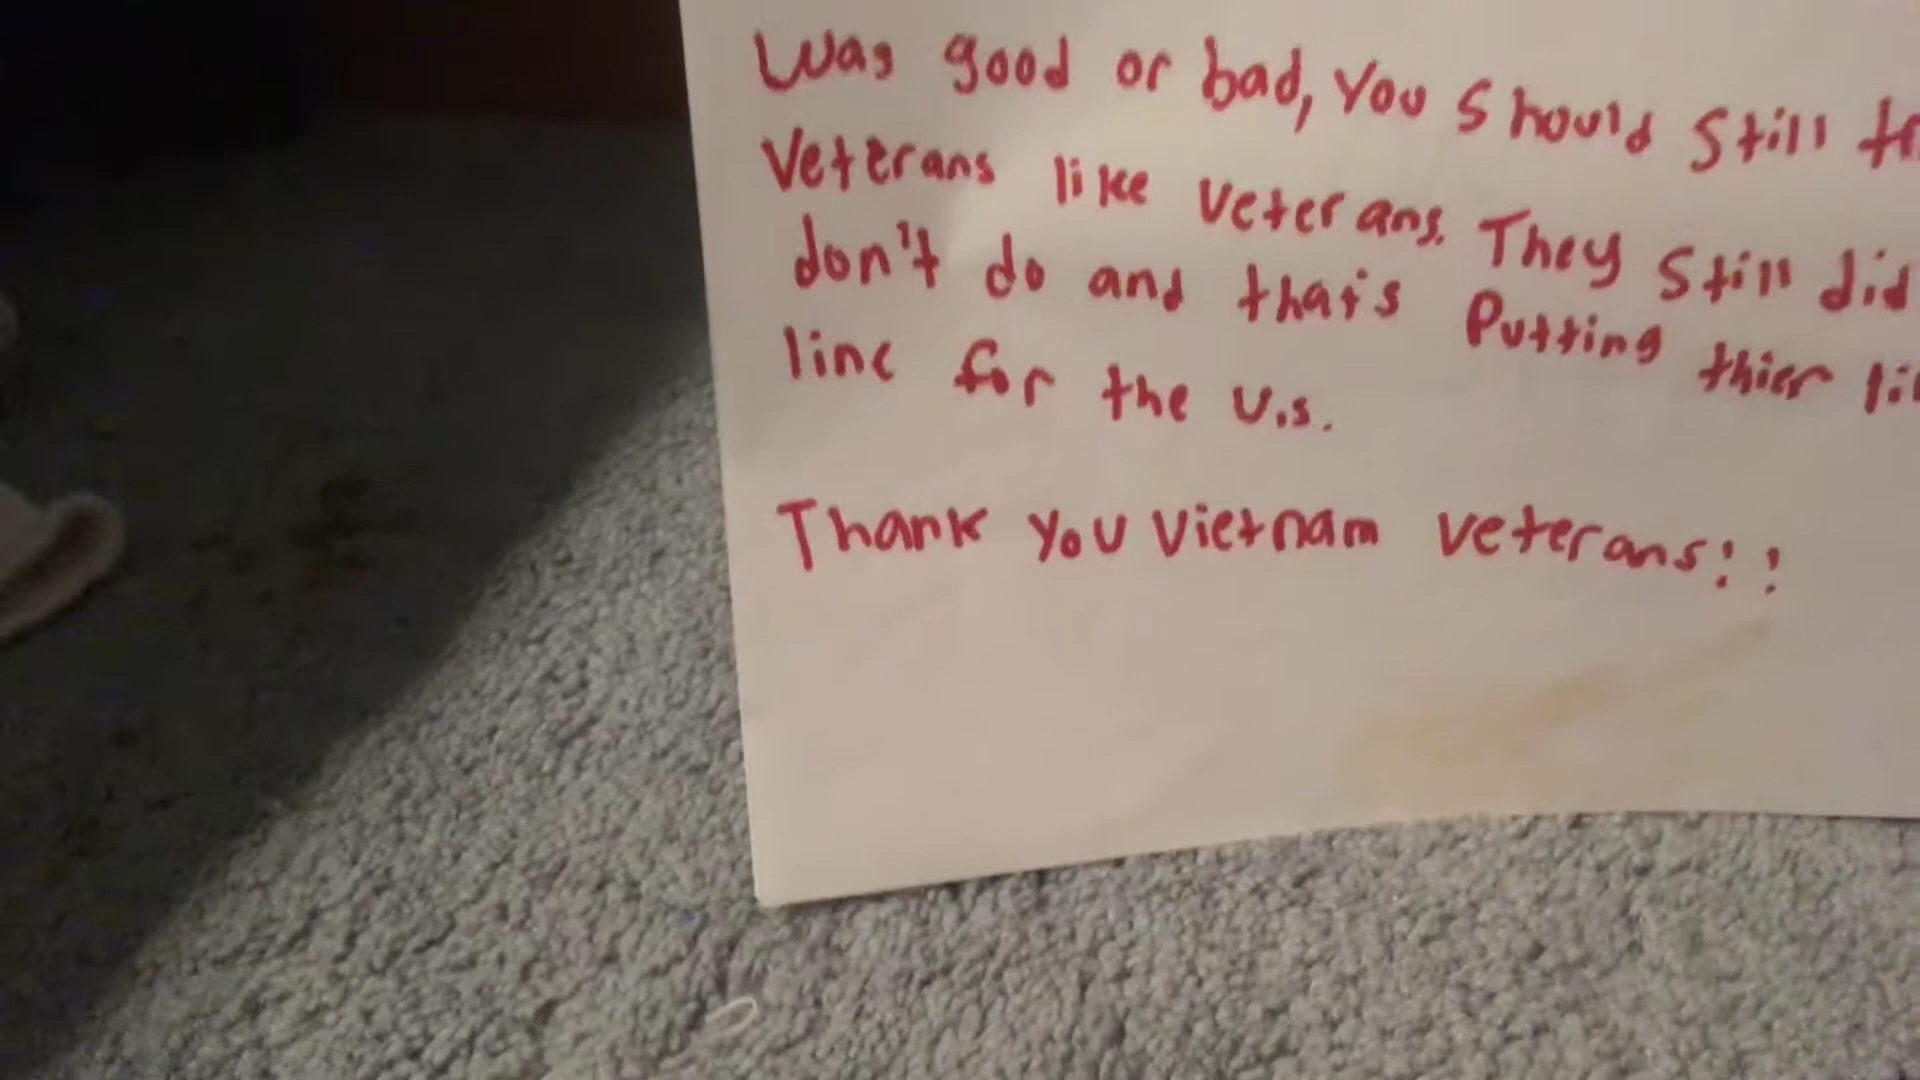 Was good or bad, You Should Still
Veterans like veterans. They Still did
don't do and that's Putting thier
line for the U.S.
Thank You Vietnam veterans!!